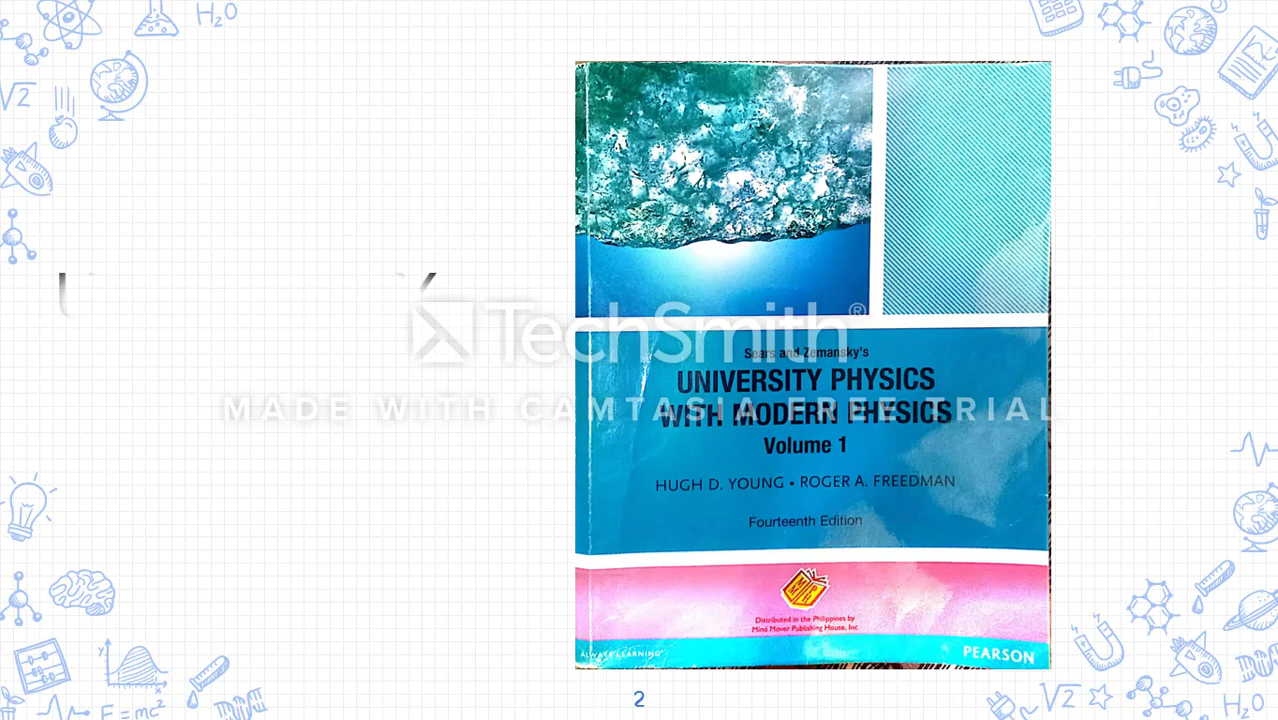 H₂O
√2
TechSmith®
MADE WITH CAMTASIA FREE TRIAL
Sears and Zemansky's
UNIVERSITY PHYSICS
WITH MODERN PHYSICS
Volume 1
HUGH D. YOUNG • ROGER A. FREEDMAN
Fourteenth Edition
Distributed in the Philippines by
Mind Mover Publishing House, Inc
ALWAYS LEARNING
PEARSON
y
x
E=mc²
2
√2
H₂O